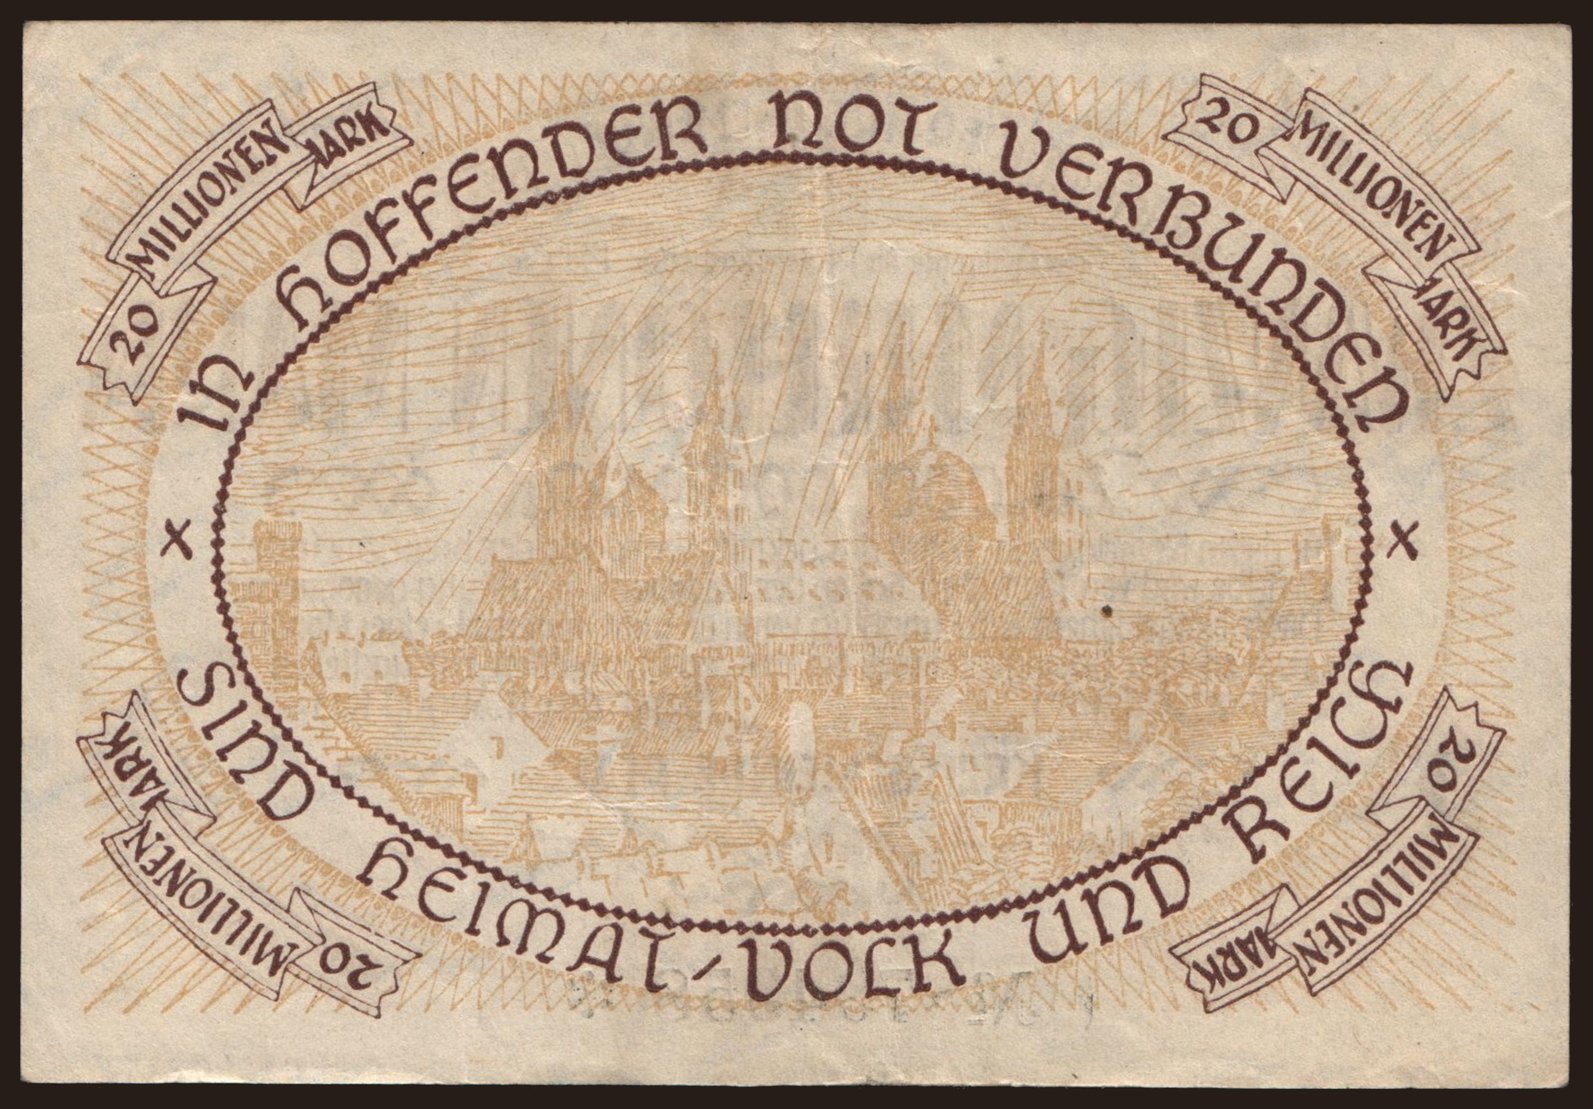 20 MILLIONEN MARK
20 MILLIONEN MARK
IN HOFFENDER NOT VERBUNDEN
x x
SIND HEIMAT-VOLK UND REICH
20 MILLIONEN MARK
20 MILLIONEN MARK